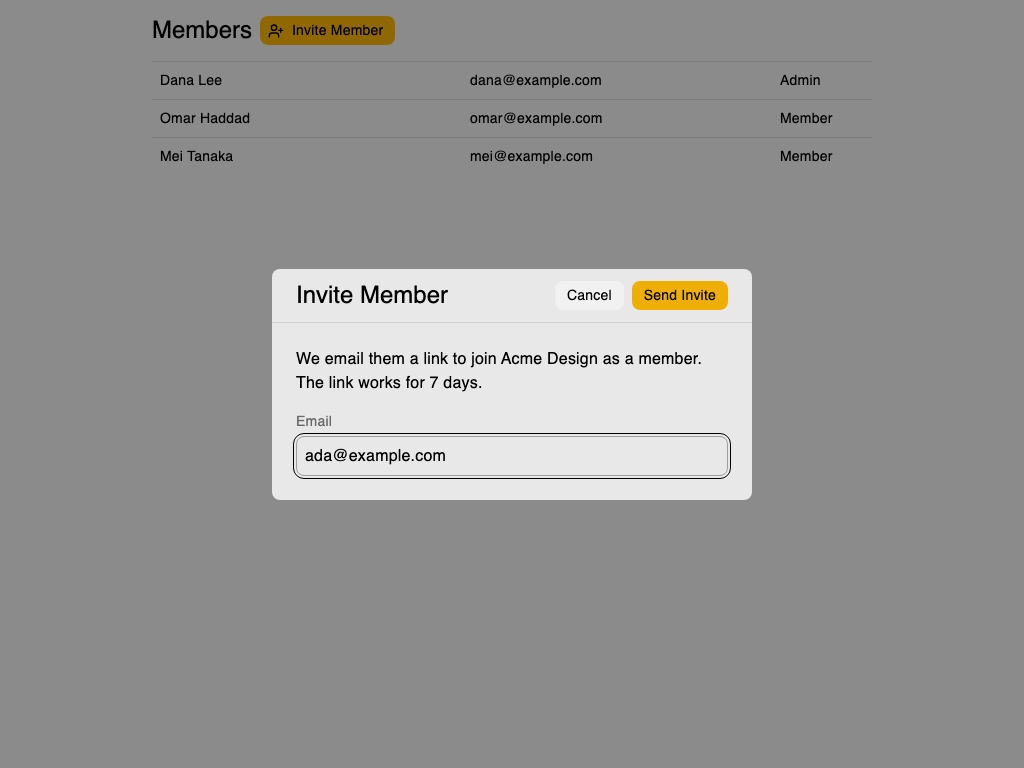 Members
Invite Member
Dana Lee dana@example.com Admin
Omar Haddad omar@example.com Member
Mei Tanaka mei@example.com Member
Invite Member
Cancel
Send Invite
We email them a link to join Acme Design as a member.
The link works for 7 days.
Email
ada@example.com